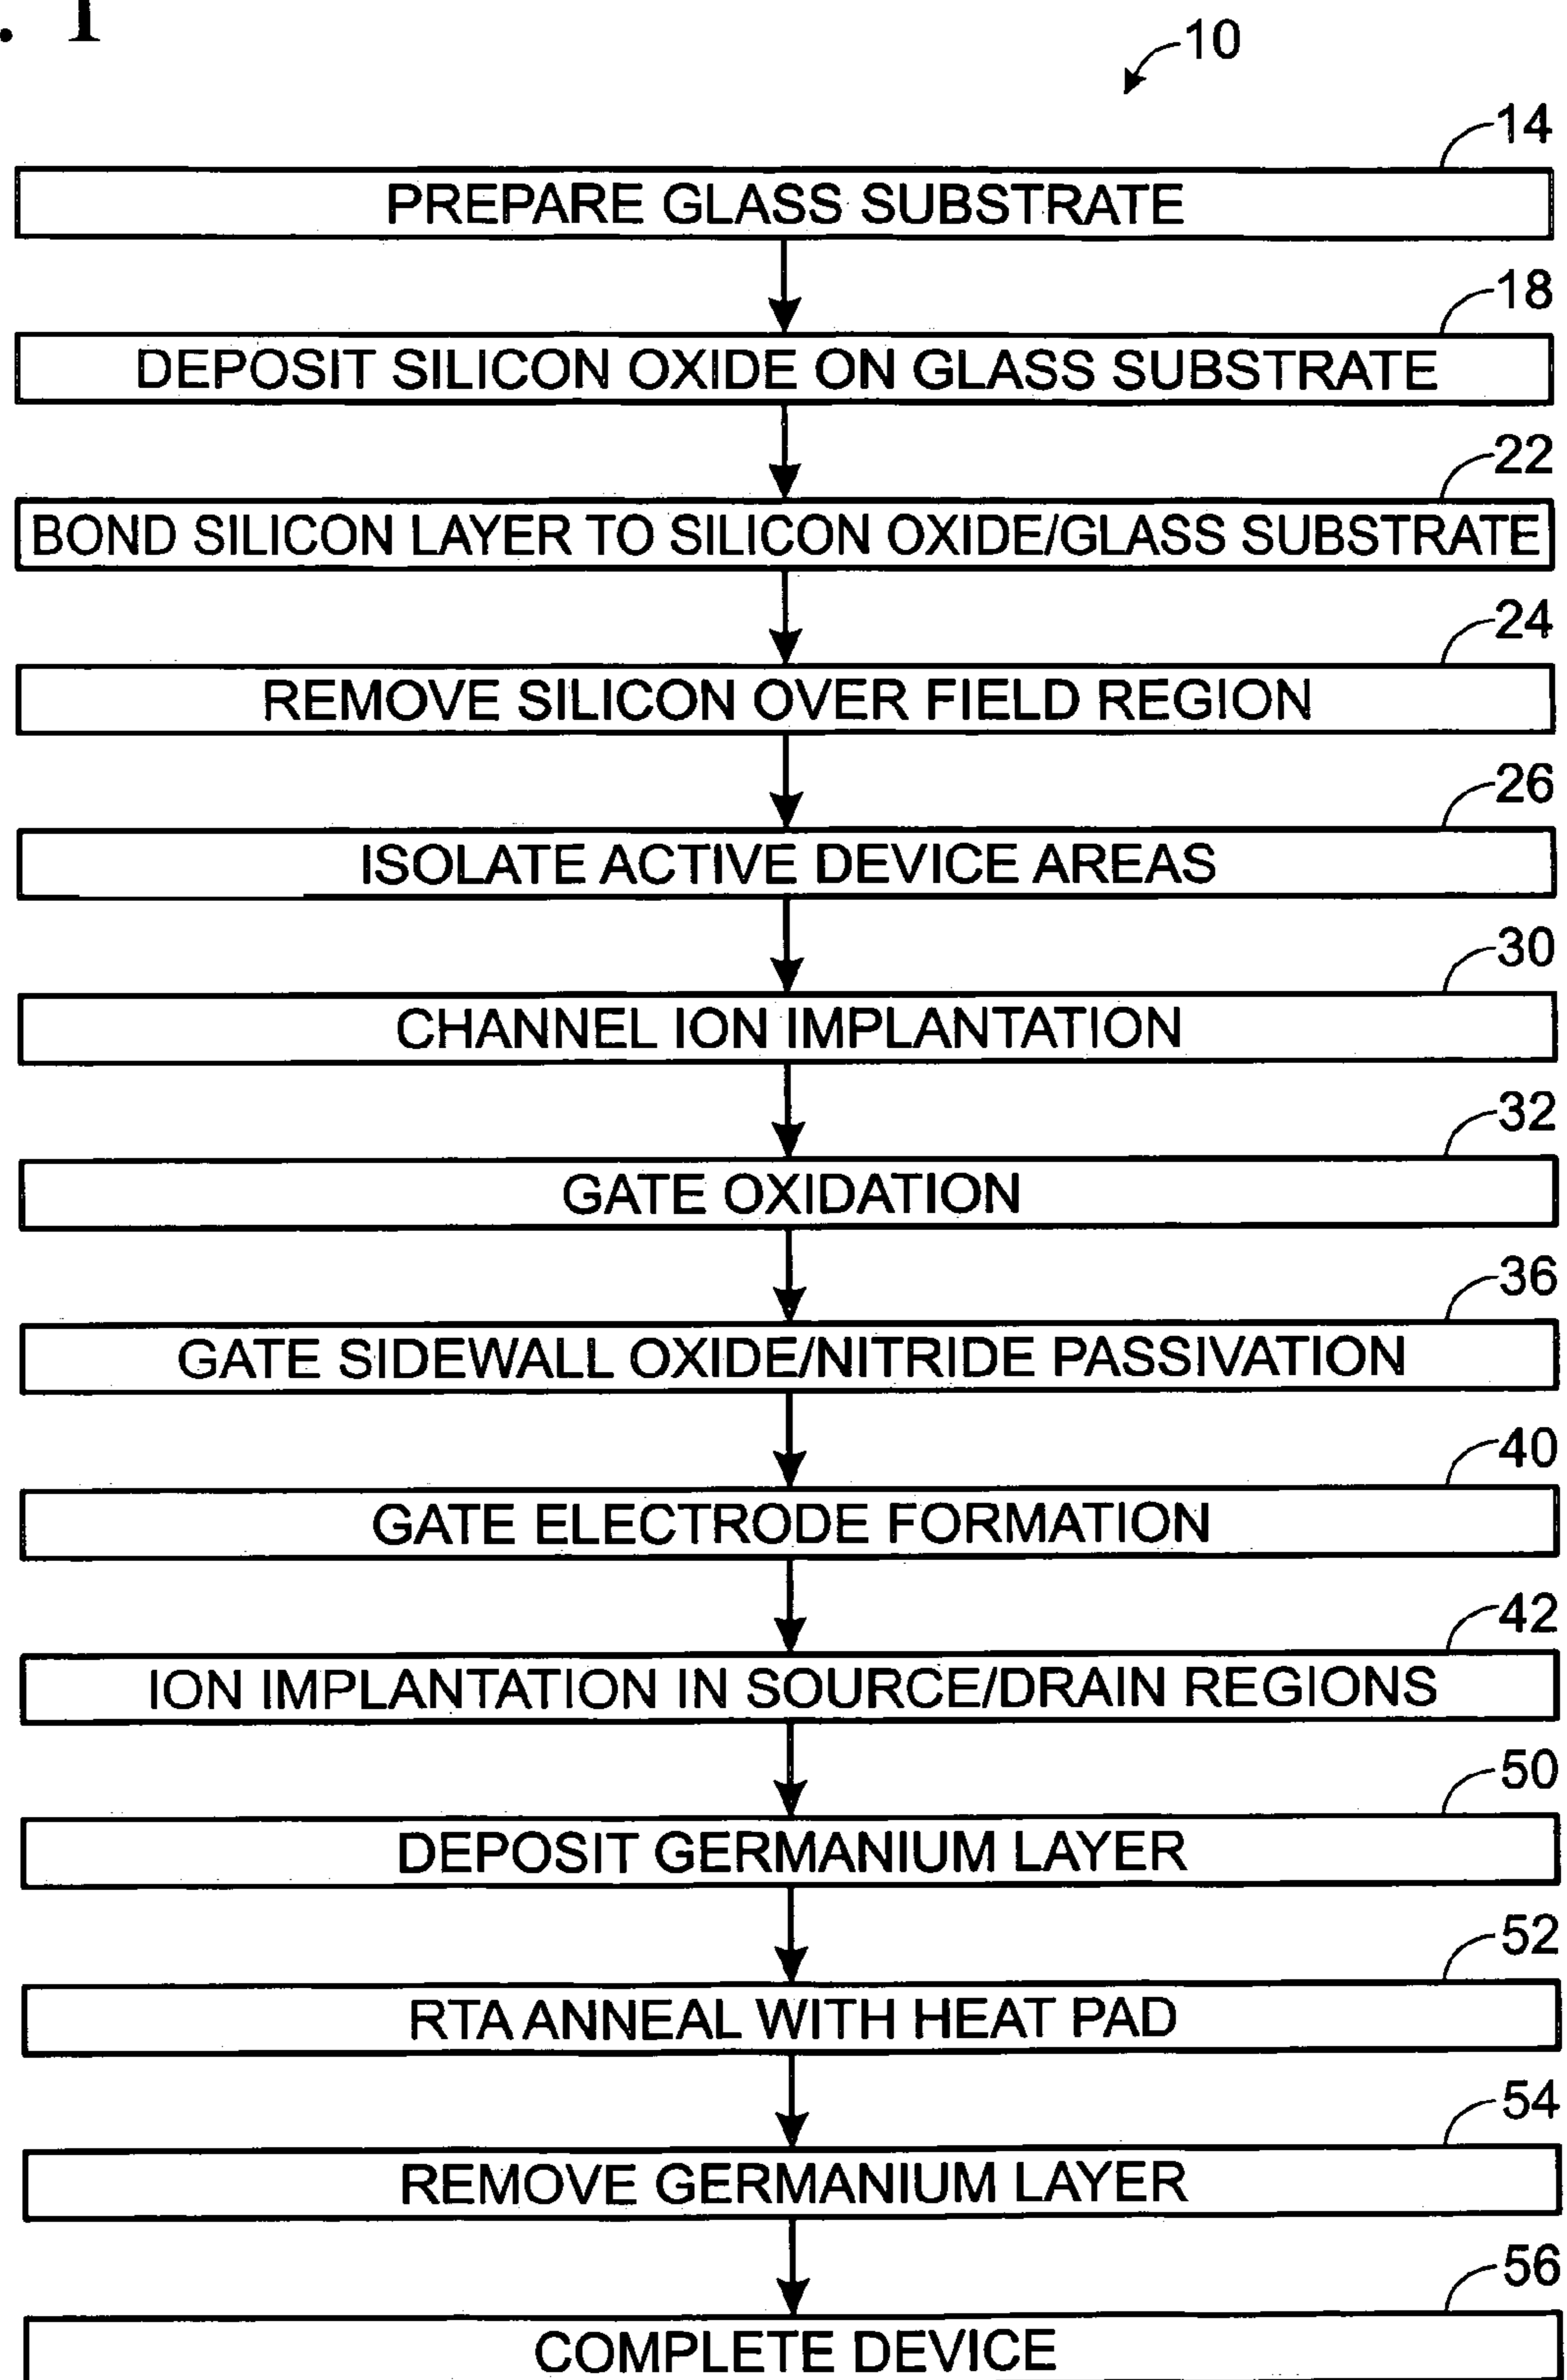 . 1
10
14
PREPARE GLASS SUBSTRATE
18
DEPOSIT SILICON OXIDE ON GLASS SUBSTRATE
22
BOND SILICON LAYER TO SILICON OXIDE/GLASS SUBSTRATE
24
REMOVE SILICON OVER FIELD REGION
26
ISOLATE ACTIVE DEVICE AREAS
30
CHANNEL ION IMPLANTATION
32
GATE OXIDATION
36
GATE SIDEWALL OXIDE/NITRIDE PASSIVATION
40
GATE ELECTRODE FORMATION
42
ION IMPLANTATION IN SOURCE/DRAIN REGIONS
50
DEPOSIT GERMANIUM LAYER
52
RTA ANNEAL WITH HEAT PAD
54
REMOVE GERMANIUM LAYER
56
COMPLETE DEVICE